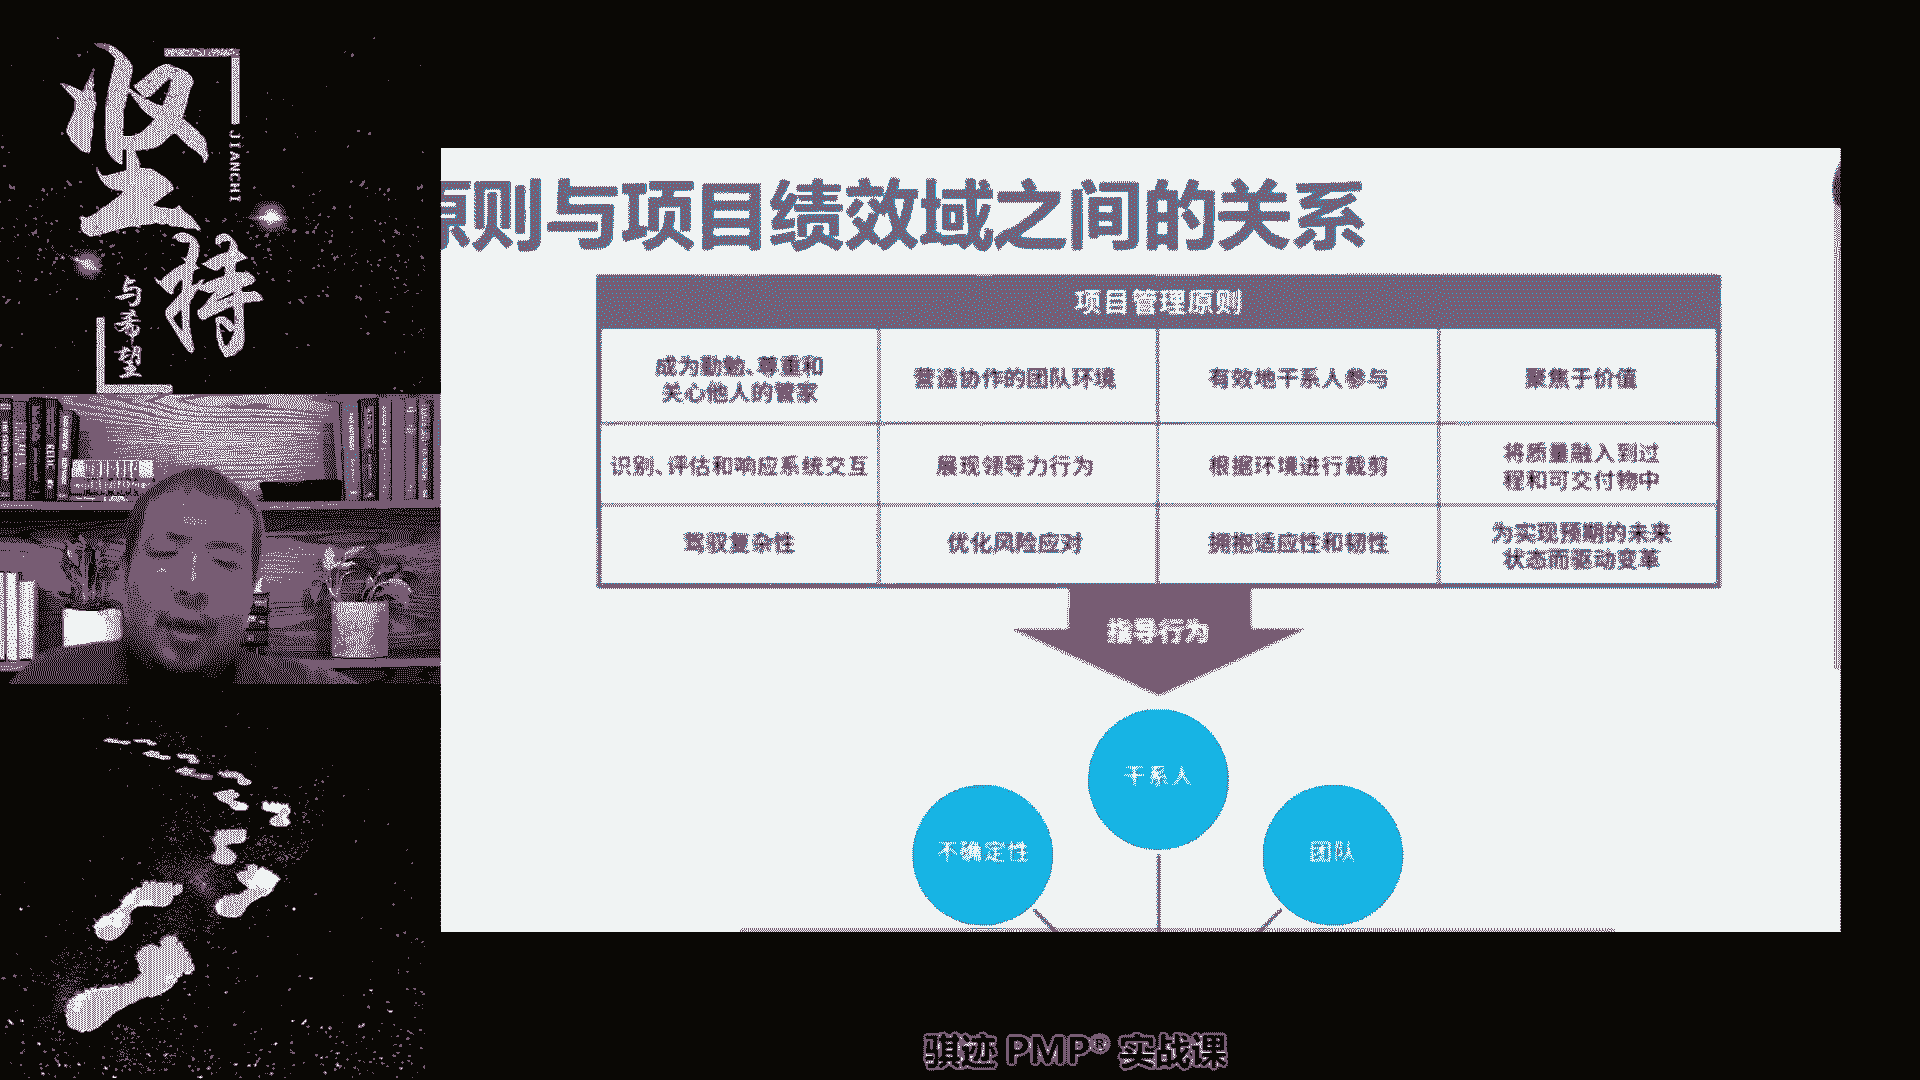 坚持
JIANCHI
与希望
原则与项目绩效域之间的关系
项目管理原则
成为勤勉、尊重和
关心他人的管家
营造协作的团队环境
有效地干系人参与
聚焦于价值
识别、评估和响应系统交互
展现领导力行为
根据环境进行裁剪
将质量融入到过
程和可交付物中
驾驭复杂性
优化风险应对
拥抱适应性和韧性
为实现预期的未来
状态而驱动变革
指导行为
干系人
不确定性
团队
骐迹 PMP® 实战课